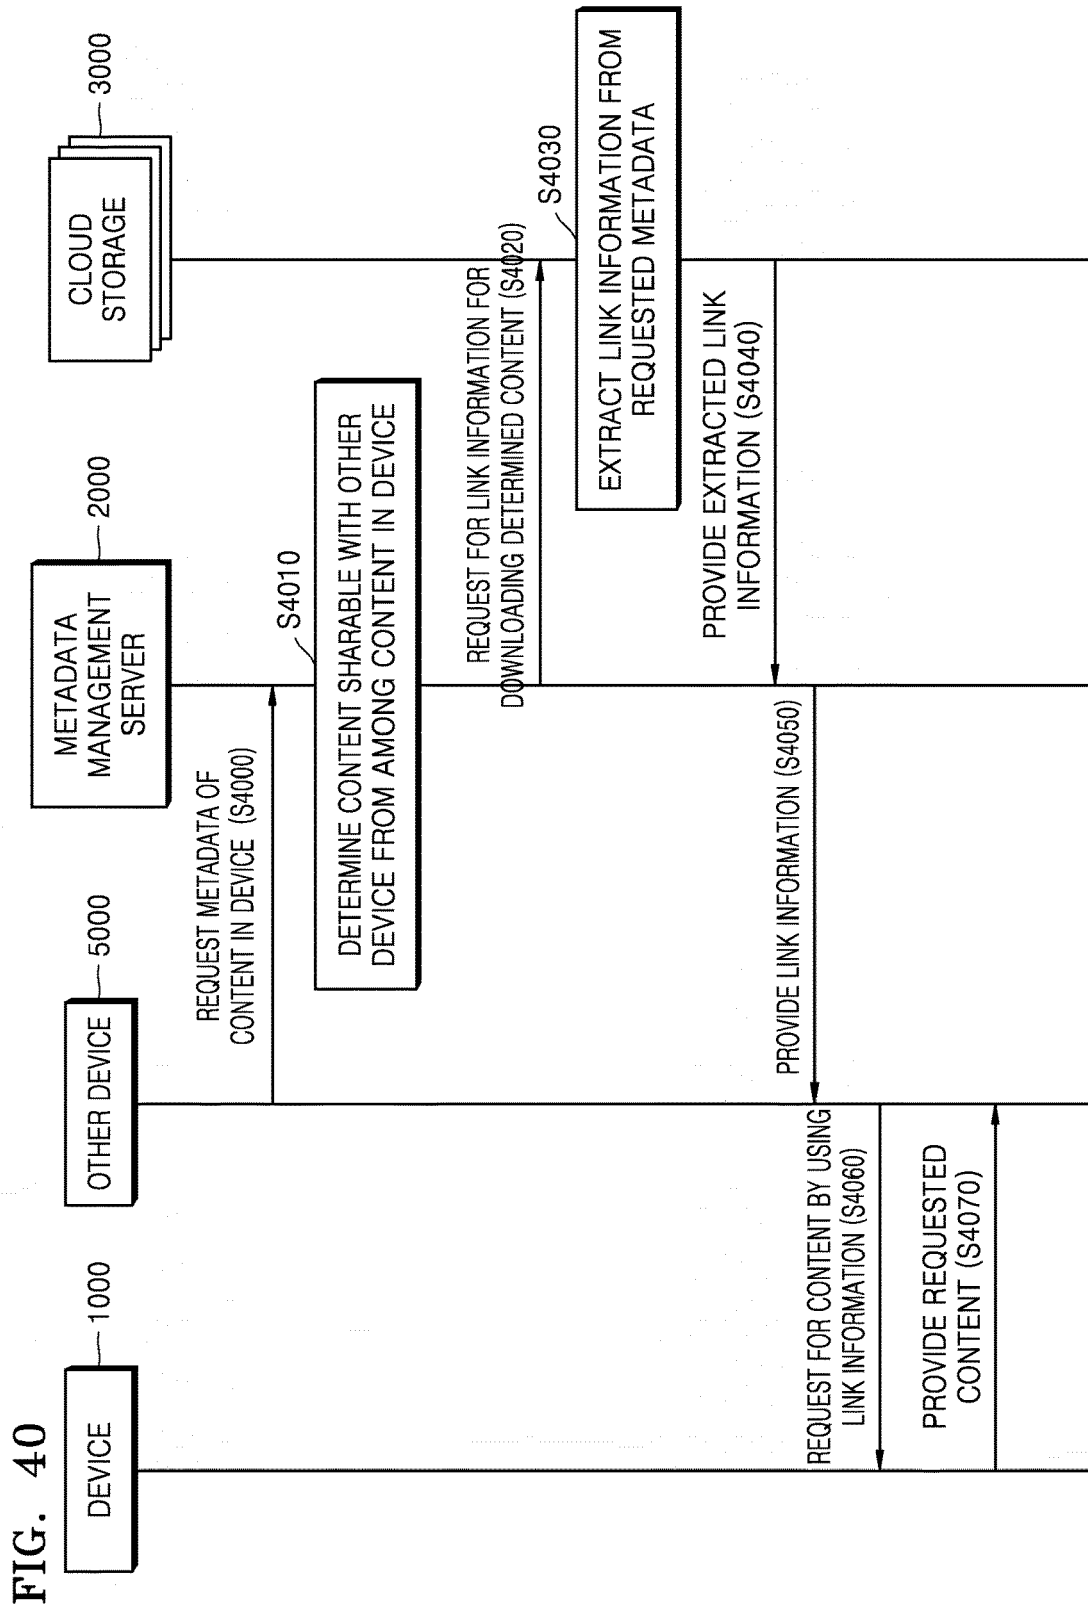 FIG. 40
DEVICE
1000
OTHER DEVICE
5000
METADATA
MANAGEMENT
SERVER
2000
CLOUD
STORAGE
3000
REQUEST METADATA OF
CONTENT IN DEVICE (S4000)
S4010
DETERMINE CONTENT SHARABLE WITH OTHER
DEVICE FROM AMONG CONTENT IN DEVICE
REQUEST FOR LINK INFORMATION FOR
DOWNLOADING DETERMINED CONTENT (S4020)
S4030
EXTRACT LINK INFORMATION FROM
REQUESTED METADATA
PROVIDE EXTRACTED LINK
INFORMATION (S4040)
PROVIDE LINK INFORMATION (S4050)
REQUEST FOR CONTENT BY USING
LINK INFORMATION (S4060)
PROVIDE REQUESTED
CONTENT (S4070)